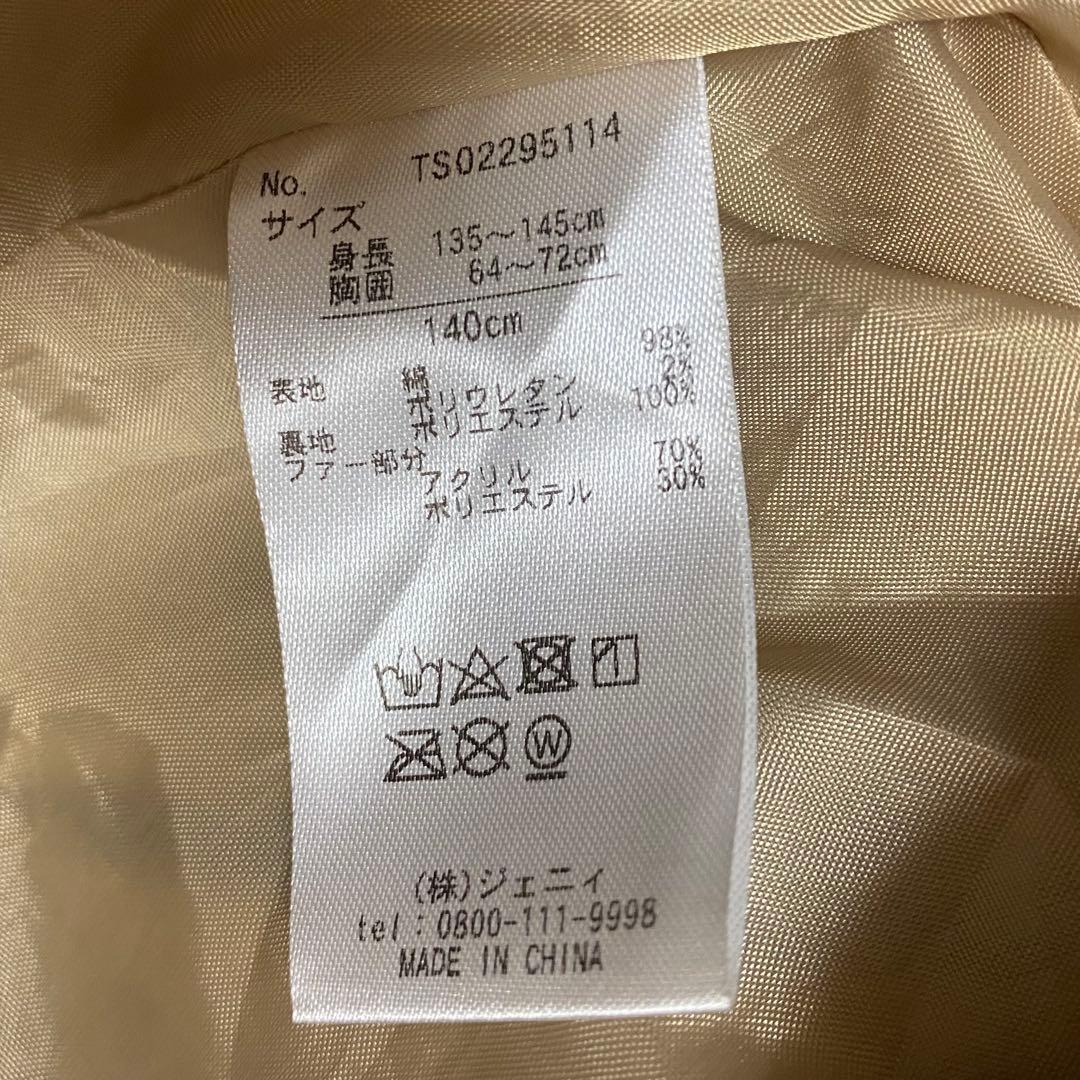 No. TS02295114
サイズ
身長 135～145cm
胸囲 64～72cm
140cm
表地 綿 98%
ポリウレタン 2%
裏地 ポリエステル 100%
ファー部分
アクリル 70%
ポリエステル 30%
W
(株)ジェニィ
tel:0800-111-9998
MADE IN CHINA